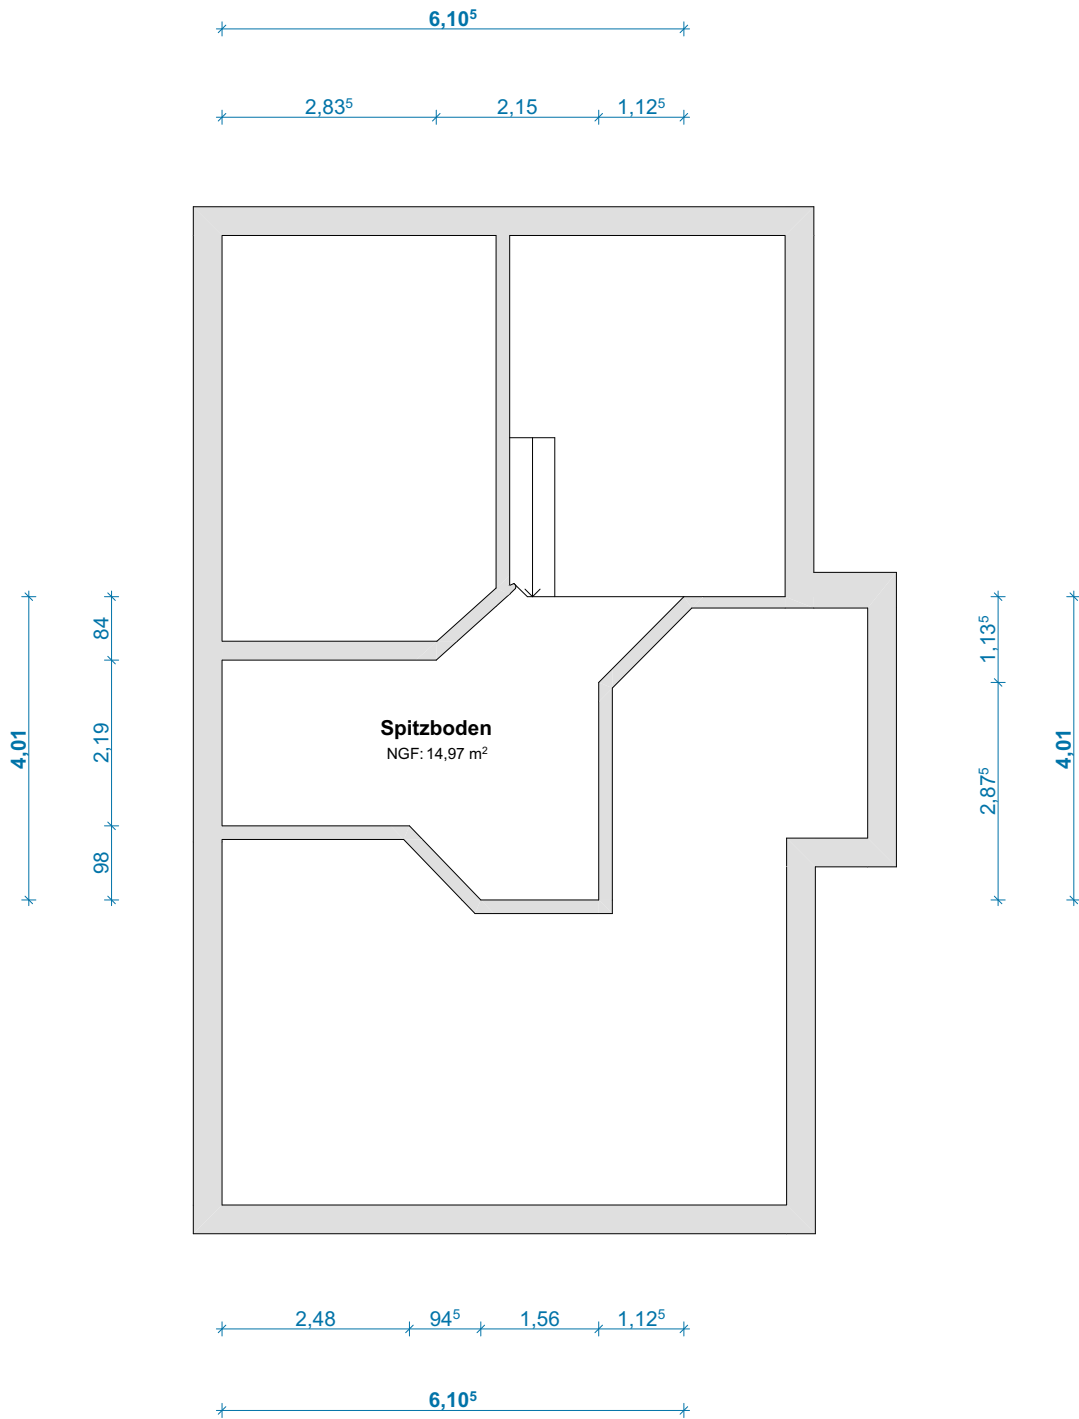 6,10⁵
2,83⁵ 2,15 1,12⁵
84
1,13⁵
Spitzboden
2,19
4,01
4,01
NGF: 14,97 m²
2,87⁵
98
2,48 94⁵ 1,56 1,12⁵
6,10⁵